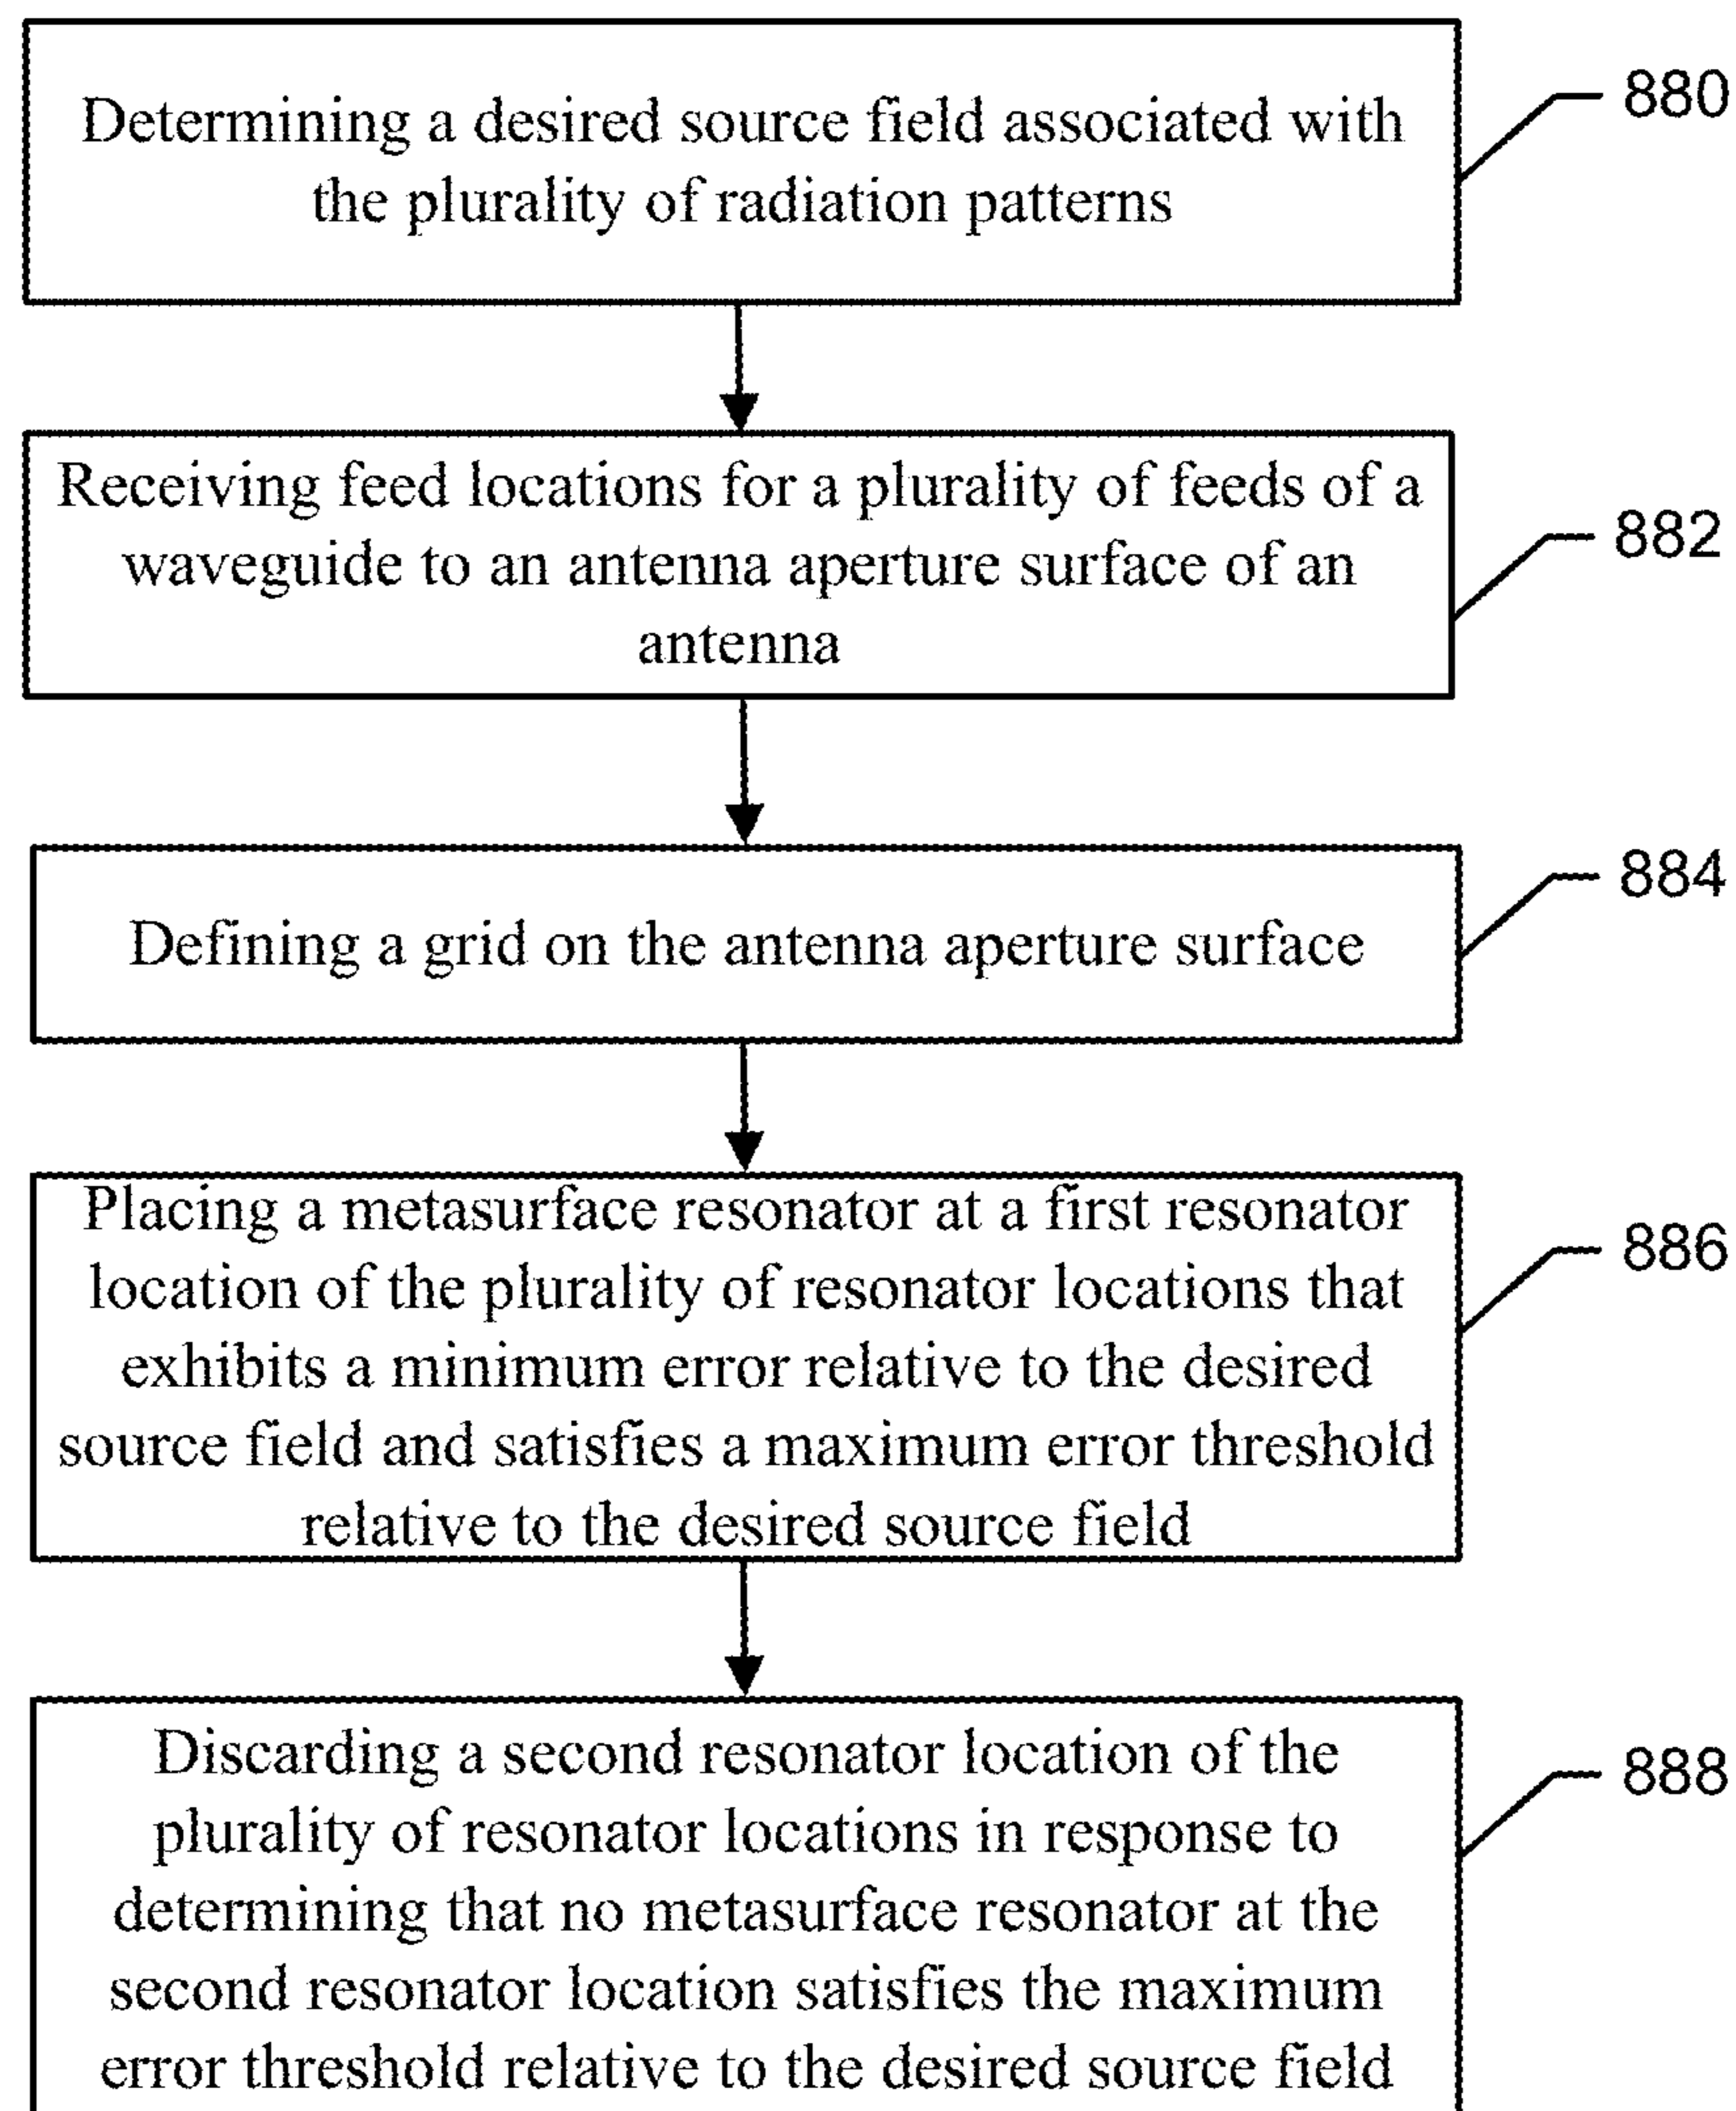 Determining a desired source field associated with
the plurality of radiation patterns
880
Receiving feed locations for a plurality of feeds of a
waveguide to an antenna aperture surface of an
antenna
882
Defining a grid on the antenna aperture surface
884
Placing a metasurface resonator at a first resonator
location of the plurality of resonator locations that
exhibits a minimum error relative to the desired
source field and satisfies a maximum error threshold
relative to the desired source field
886
Discarding a second resonator location of the
plurality of resonator locations in response to
determining that no metasurface resonator at the
second resonator location satisfies the maximum
error threshold relative to the desired source field
888